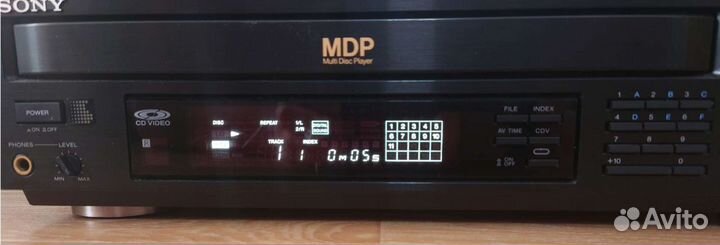 SONY
MDP
Multi Disc Player
POWER
▲ON ▣OFF
PHONES
LEVEL
MIN MAX
CD VIDEO
R
DISC REPEAT 1/L 2/R DIGITAL SOUND
TRACK INDEX
1 1 0m05s
1 2 3 4 5
6 7 8 9 10
11
FILE INDEX
AV TIME CDV
ON
OFF
1 A 2 B 3 C
4 D 5 E 6 F
7 8 9
+10 0
Avito